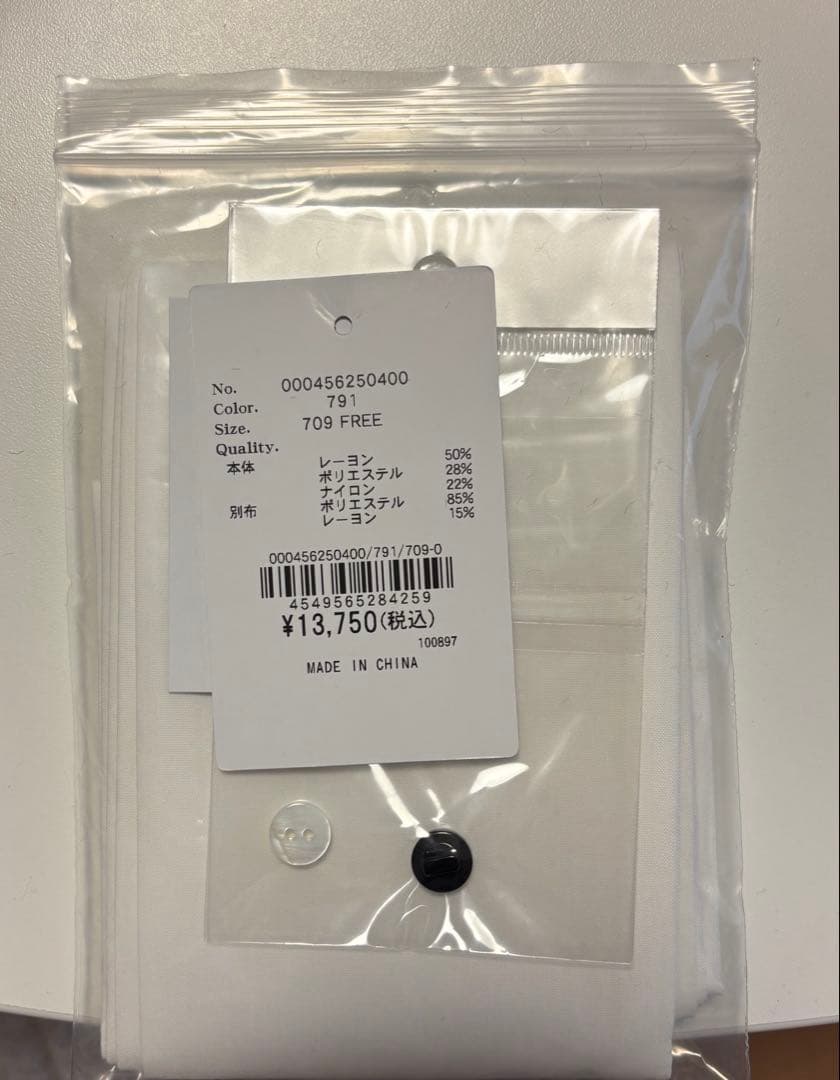 No. 000456250400
Color. 791
Size. 709 FREE
Quality.
本体 レーヨン 50%
ポリエステル 28%
ナイロン 22%
別布 ポリエステル 85%
レーヨン 15%
000456250400/791/709-0
4549565284259
¥13,750(税込)
100897
MADE IN CHINA